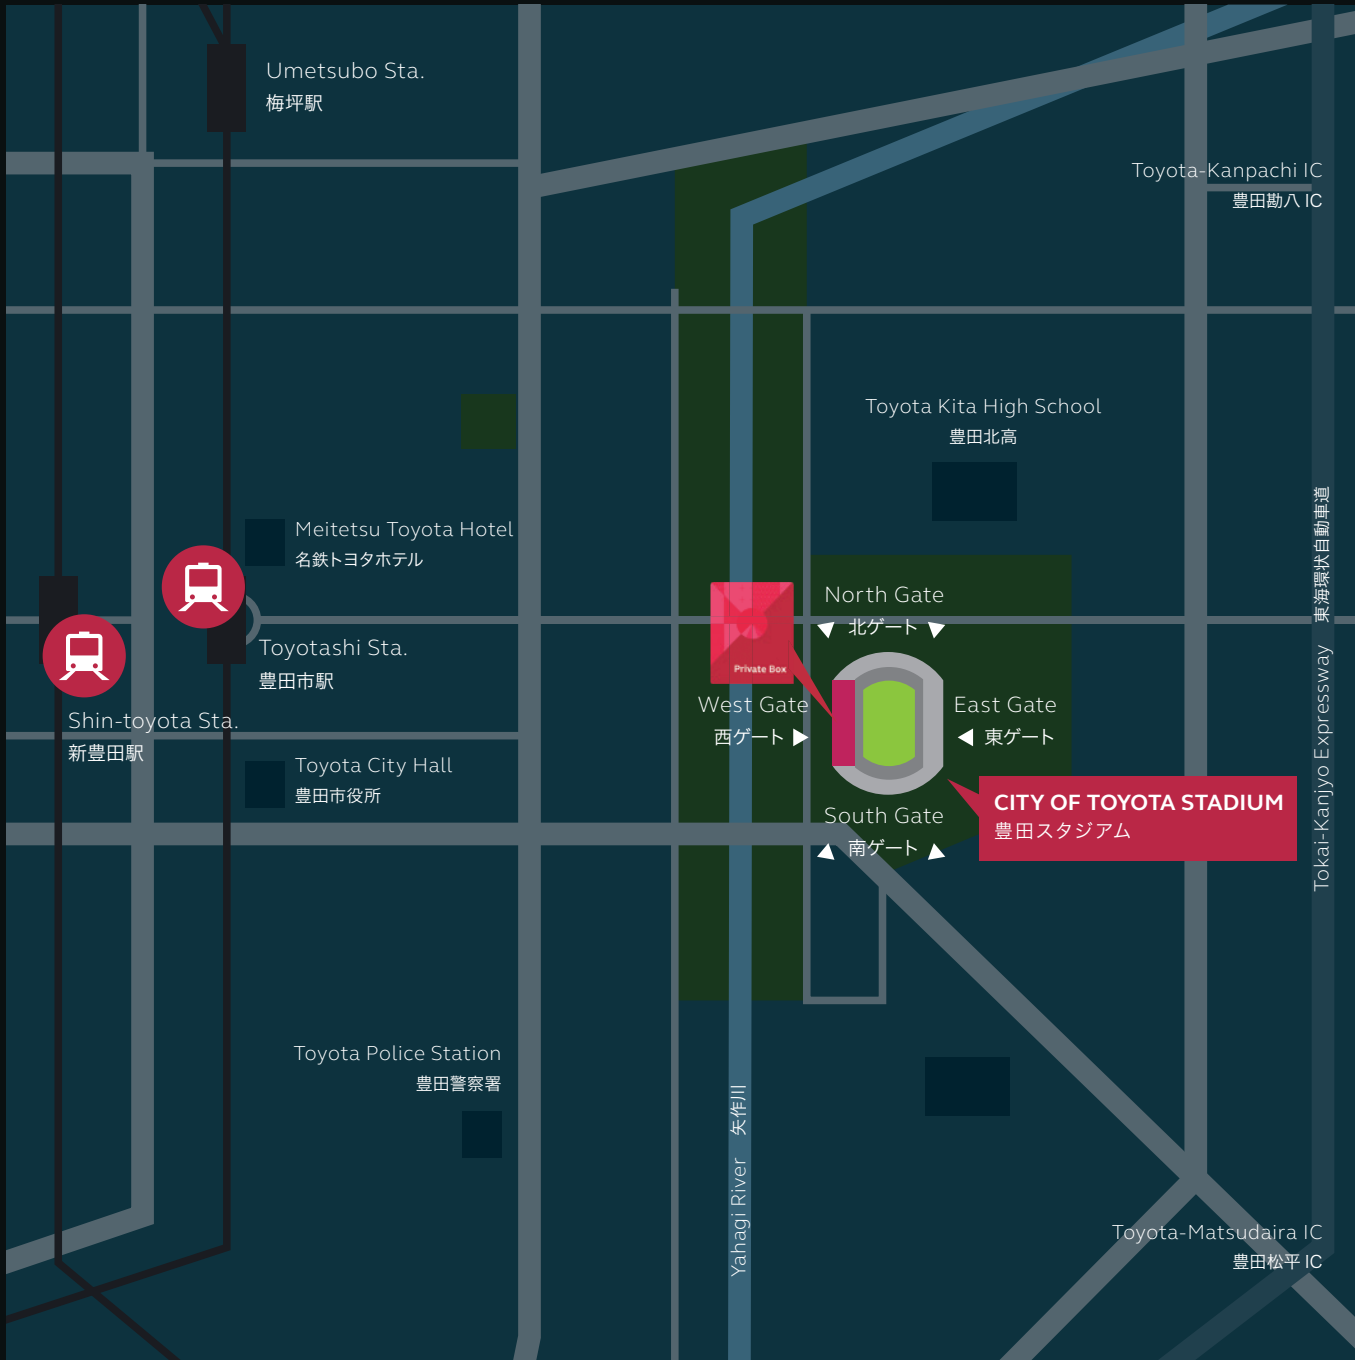 Umetsubo Sta.
梅坪駅
Toyota-Kanpachi IC
豊田勘八 IC
Toyota Kita High School
豊田北高
Meitetsu Toyota Hotel
名鉄トヨタホテル
North Gate
北ゲート
Toyotashi Sta.
豊田市駅
Private Box
Shin-toyota Sta.
新豊田駅
West Gate
西ゲート
East Gate
東ゲート
Toyota City Hall
豊田市役所
CITY OF TOYOTA STADIUM
豊田スタジアム
South Gate
南ゲート
Tokai-Kanjyo Expressway 東海環状自動車道
Toyota Police Station
豊田警察署
Yahagi River 矢作川
Toyota-Matsudaira IC
豊田松平 IC